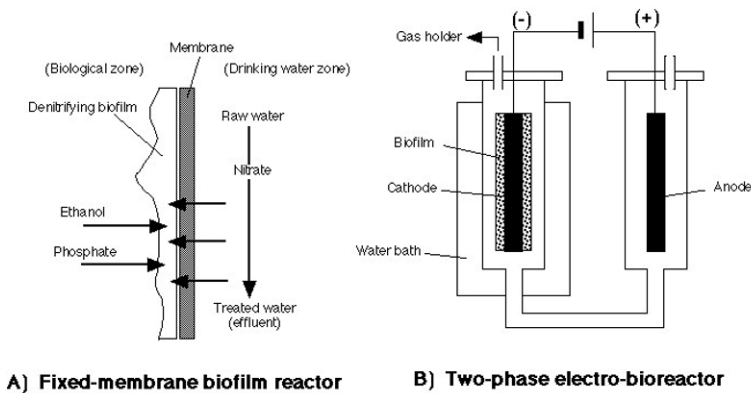 Membrane
(Biological zone)
(Drinking water zone)
Denitrifying biofilm
Raw water
Nitrate
Ethanol
Phosphate
Treated water
(effluent)
A) Fixed-membrane biofilm reactor
(-)
(+)
Gas holder
Biofilm
Cathode
Anode
Water bath
B) Two-phase electro-bioreactor